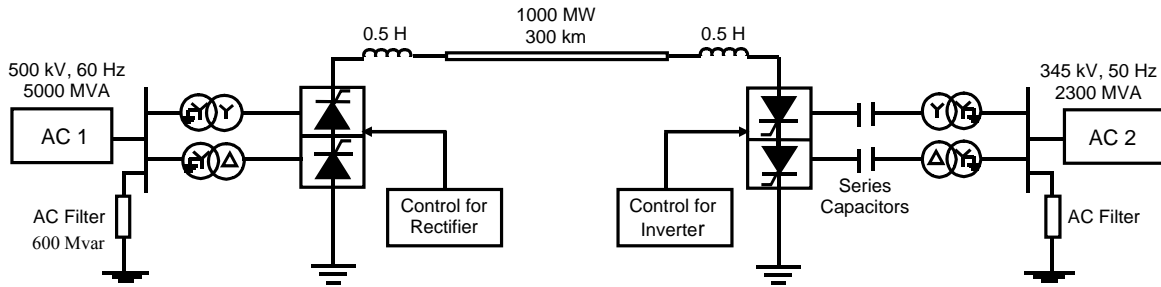 1000 MW
300 km
0.5 H
0.5 H
500 kV, 60 Hz
5000 MVA
345 kV, 50 Hz
2300 MVA
AC 1
AC 2
Series
Capacitors
Control for
Rectifier
Control for
Inverter
AC Filter
600 Mvar
AC Filter